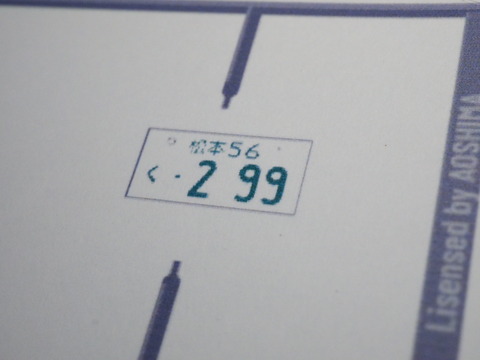 松本56
く ・2 99
Lisensed by AOSHIMA